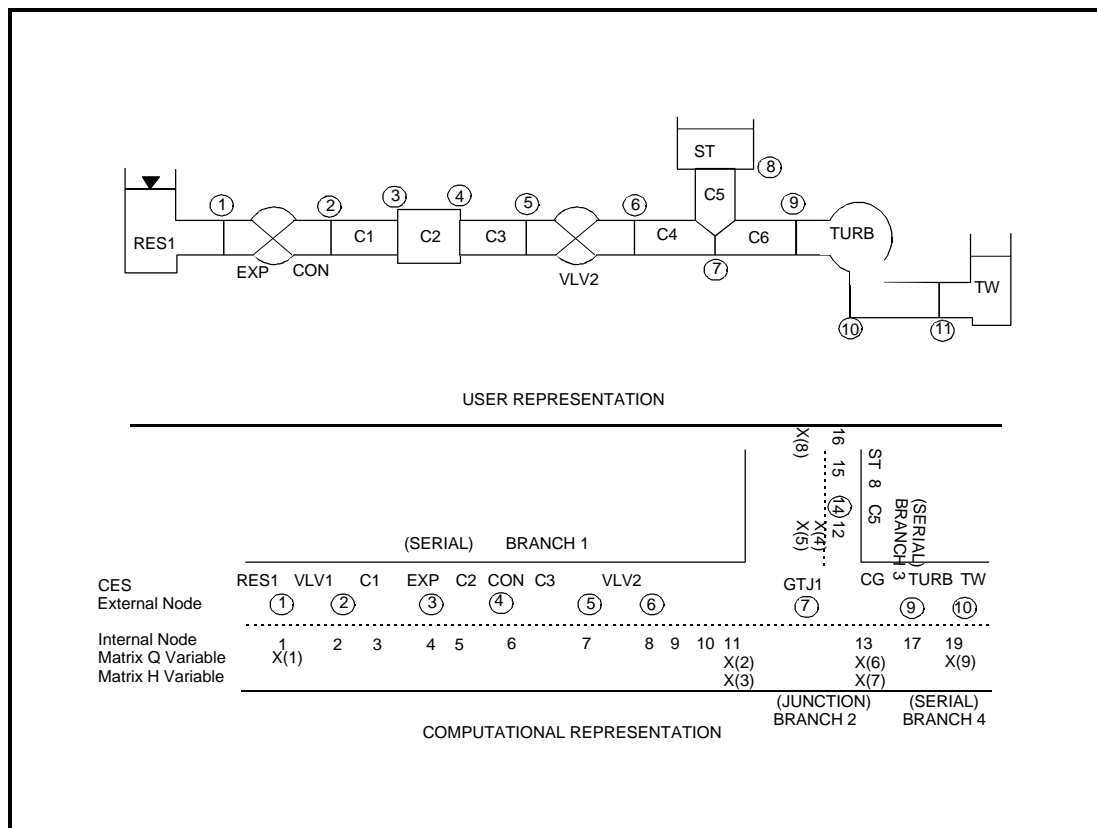 ST
8
3
4
C5
1
2
5
6
9
RES1
C1
C2
C3
C4
C6
TURB
EXP
CON
VLV2
7
TW
10
11
USER REPRESENTATION
X(8)
16
15
14
12
X(5)
X(4)
ST 8 C5
(SERIAL)
BRANCH 3
(SERIAL) BRANCH 1
CES
RES1 VLV1 C1 EXP C2 CON C3 VLV2 GTJ1 CG TURB TW
External Node 1 2 3 4 5 6 7 9 10
Internal Node 1 2 3 4 5 6 7 8 9 10 11 13 17 19
Matrix Q Variable X(1) X(2) X(6) X(9)
Matrix H Variable X(3) X(7)
(JUNCTION)
BRANCH 2
(SERIAL)
BRANCH 4
COMPUTATIONAL REPRESENTATION